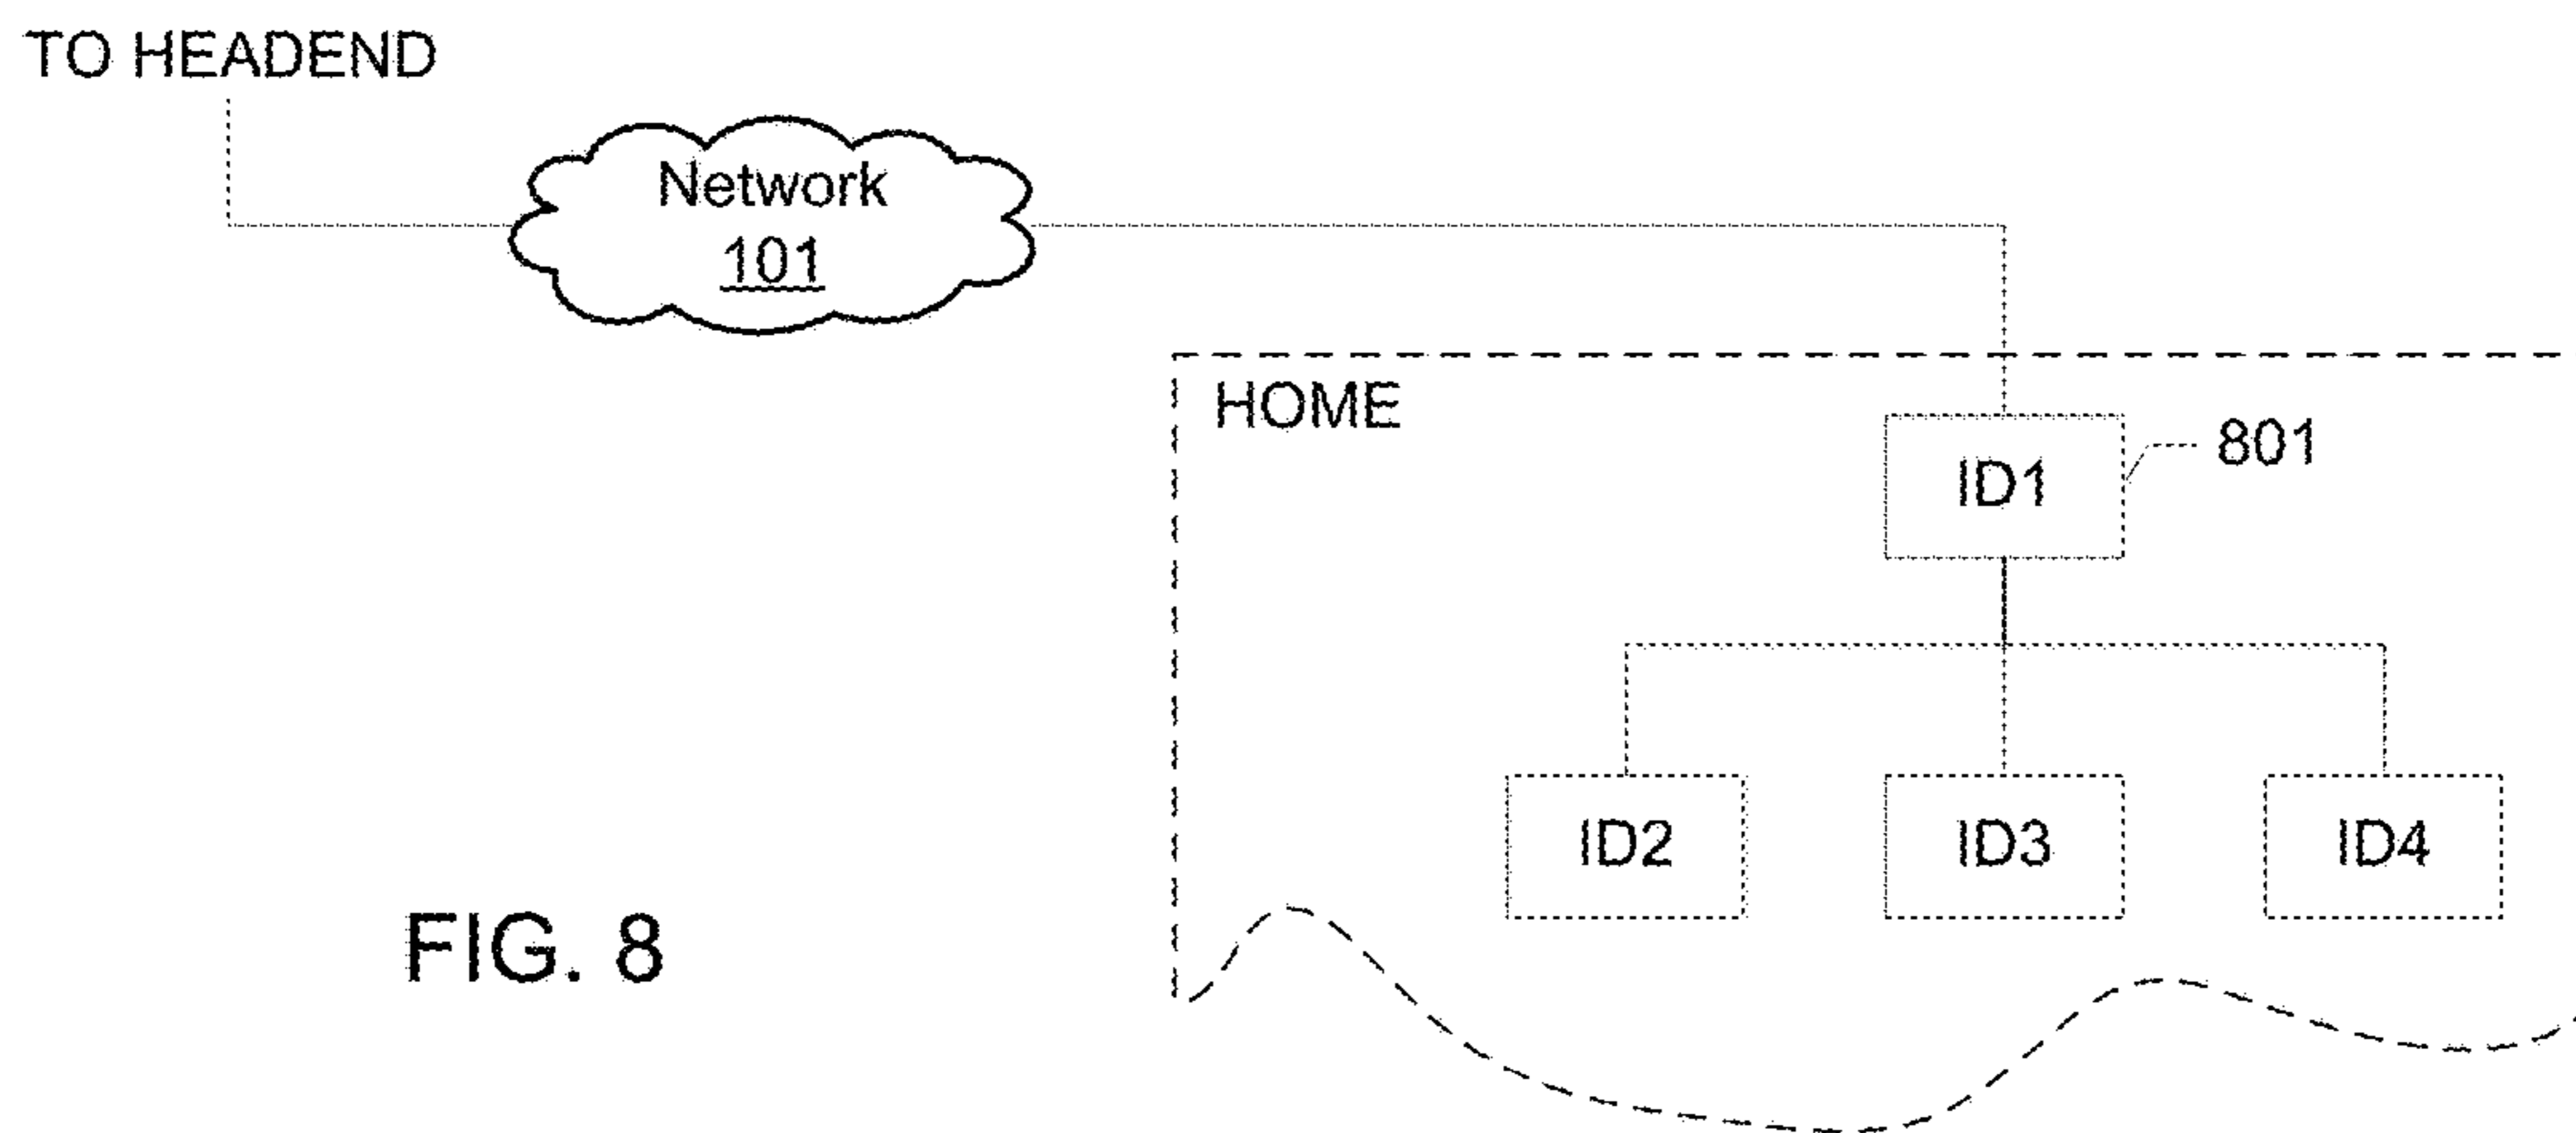 TO HEADEND
Network
101
HOME
801
ID1
ID2 ID3 ID4
FIG. 8